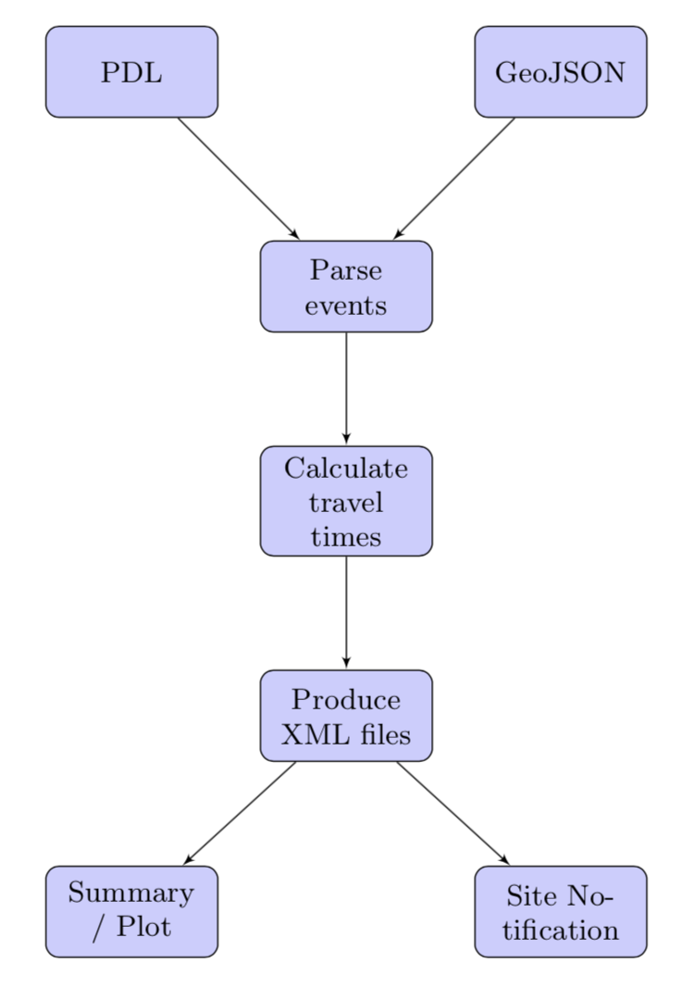 PDL
GeoJSON
Parse
events
Calculate
travel
times
Produce
XML files
Summary
/ Plot
Site No-
tification